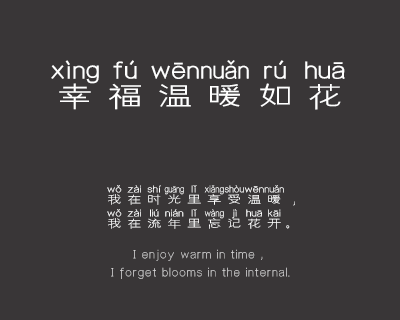 xìng fú wēnnuǎn rú huā
幸福温暖如花
wǒ zài shí guāng lǐ xiǎngshòuwēnnuǎn
我在时光里享受温暖，
wǒ zài liú nián lǐ wàng jì huā kāi
我在流年里忘记花开。
I enjoy warm in time ,
I forget blooms in the internal.